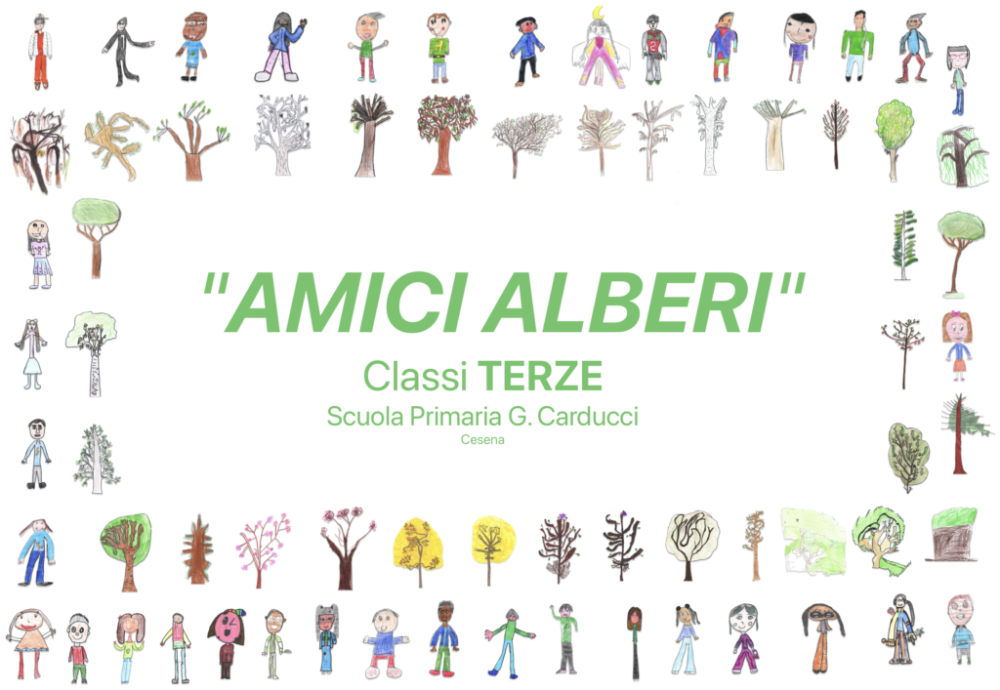 "AMICI ALBERI"
Classi TERZE
Scuola Primaria G. Carducci
Cesena